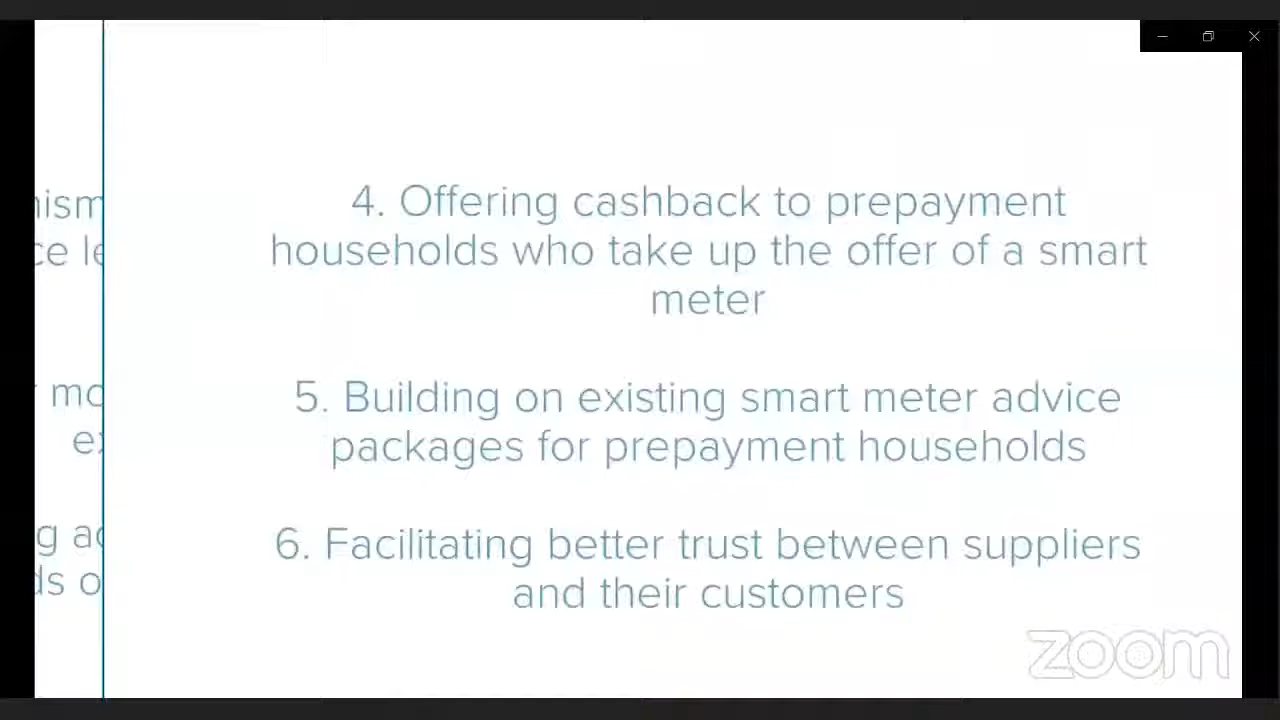 4. Offering cashback to prepayment
households who take up the offer of a smart
meter
5. Building on existing smart meter advice
packages for prepayment households
6. Facilitating better trust between suppliers
and their customers
zoom